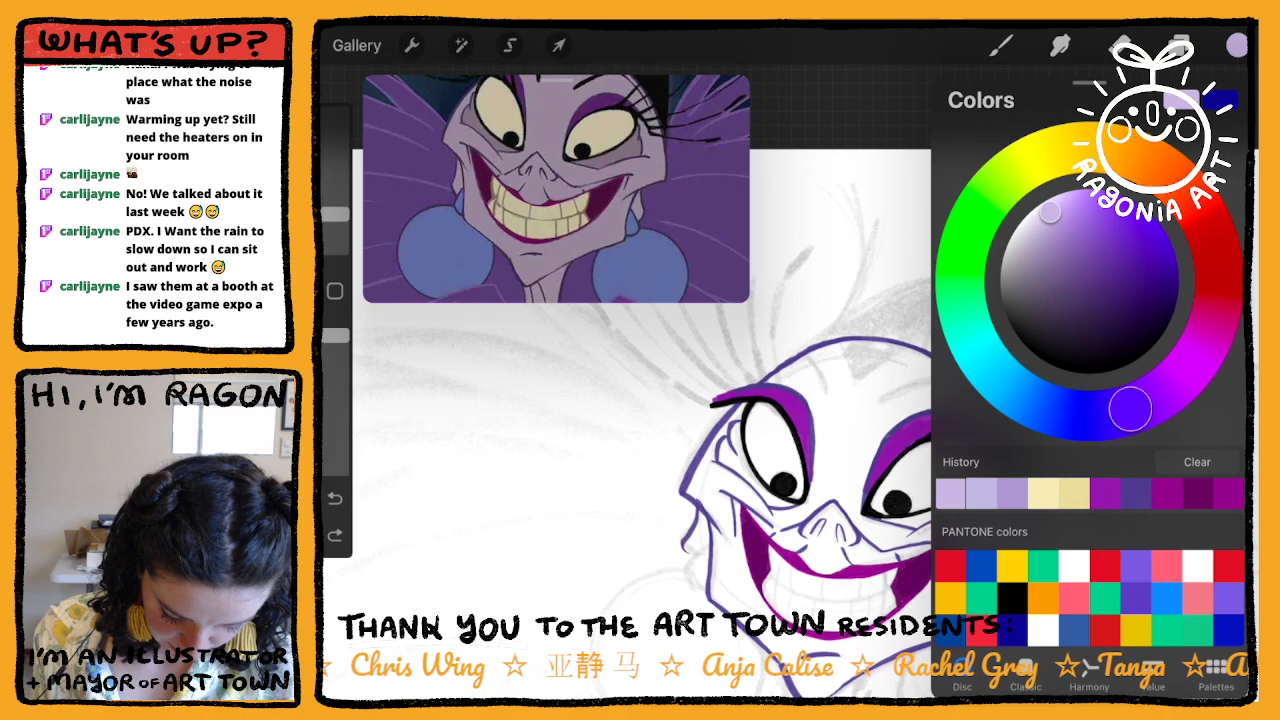 WHAT'S UP?
place what the noise
was
carlijayne Warming up yet? Still
need the heaters on in
your room
carlijayne
carlijayne No! We talked about it
last week 😅😅
carlijayne PDX. I Want the rain to
slow down so I can sit
out and work 😅
carlijayne I saw them at a booth at
the video game expo a
few years ago.
HI, I'M RAGON
I'M AN ILLUSTRATOR
+ MAYOR OF ART TOWN
Gallery
Colors
RAGONIA ART
History
Clear
PANTONE colors
THANK YOU TO THE ART TOWN RESIDENTS:
☆ Chris Wing ☆ 亚静 马 ☆ Anja Calise ☆ Rachel Grey ☆ Tanya ☆ A
Disc Classic Harmony Value Palettes